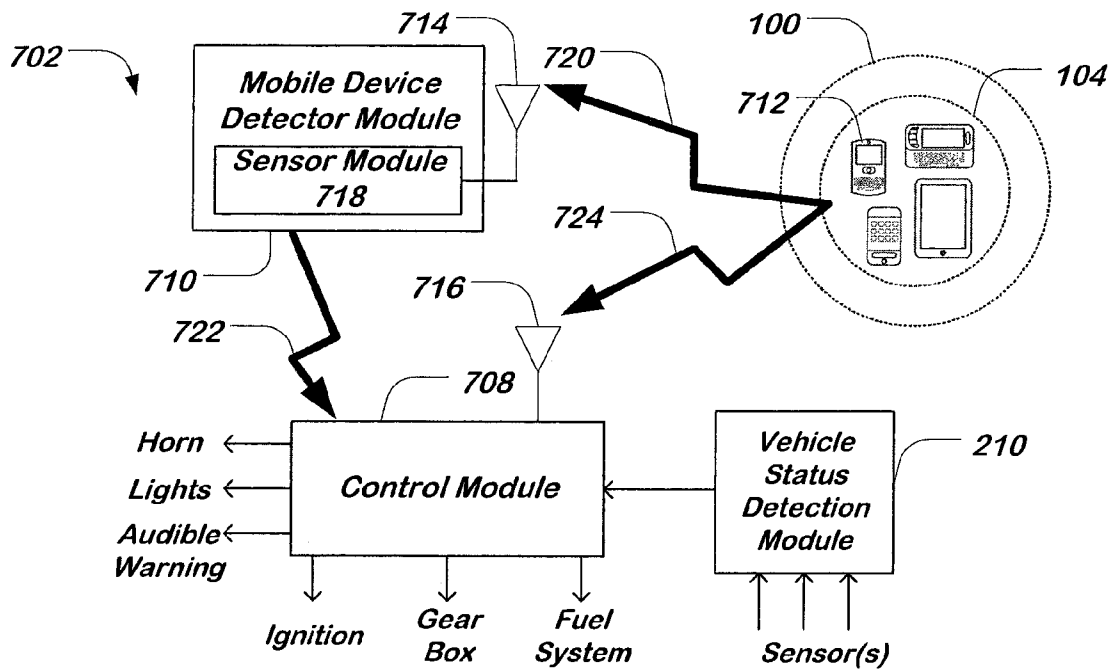 714
100
702
720
104
Mobile Device
Detector Module
712
Sensor Module
718
724
710
716
722
708
Vehicle
Status
Detection
Module
210
Horn
Lights
Audible
Warning
Control Module
Ignition
Gear
Box
Fuel
System
Sensor(s)